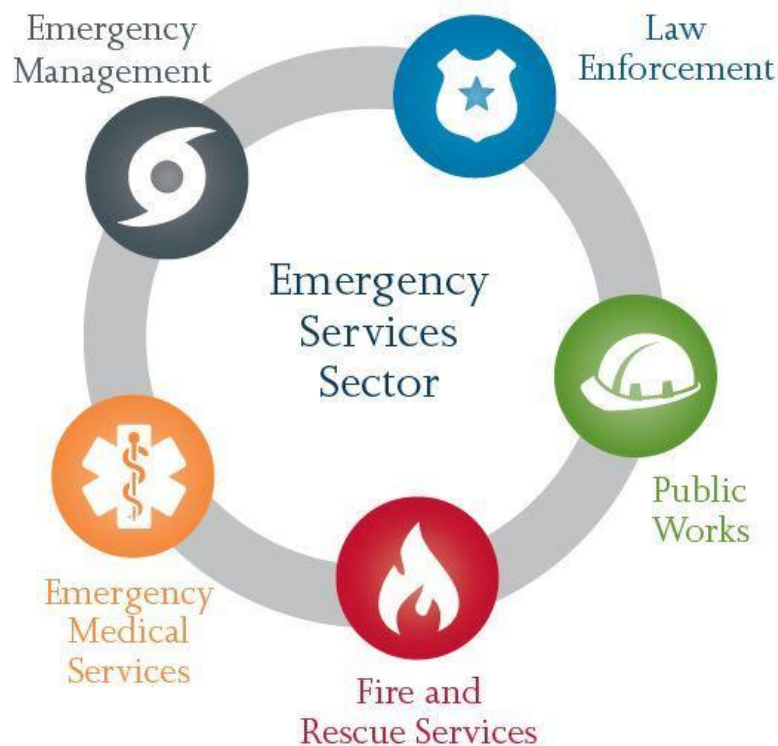 Emergency
Management
Law
Enforcement
Emergency
Services
Sector
Public
Works
Emergency
Medical
Services
Fire and
Rescue Services